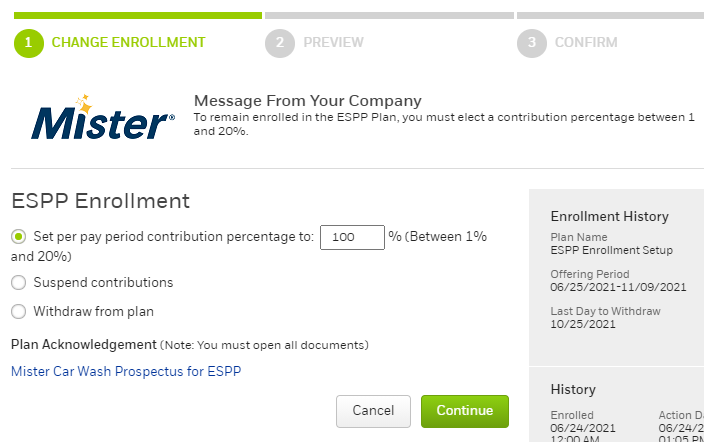 1 CHANGE ENROLLMENT
2 PREVIEW
3 CONFIRM
Mister®
Message From Your Company
To remain enrolled in the ESPP Plan, you must elect a contribution percentage between 1
and 20%.
ESPP Enrollment
Set per pay period contribution percentage to: 100 % (Between 1%
and 20%)
Suspend contributions
Withdraw from plan
Plan Acknowledgement (Note: You must open all documents)
Mister Car Wash Prospectus for ESPP
Cancel
Continue
Enrollment History
Plan Name
ESPP Enrollment Setup
Offering Period
06/25/2021-11/09/2021
Last Day to Withdraw
10/25/2021
History
Enrolled
06/24/2021
12:00 AM
Action
06/24/2
01:05 PM